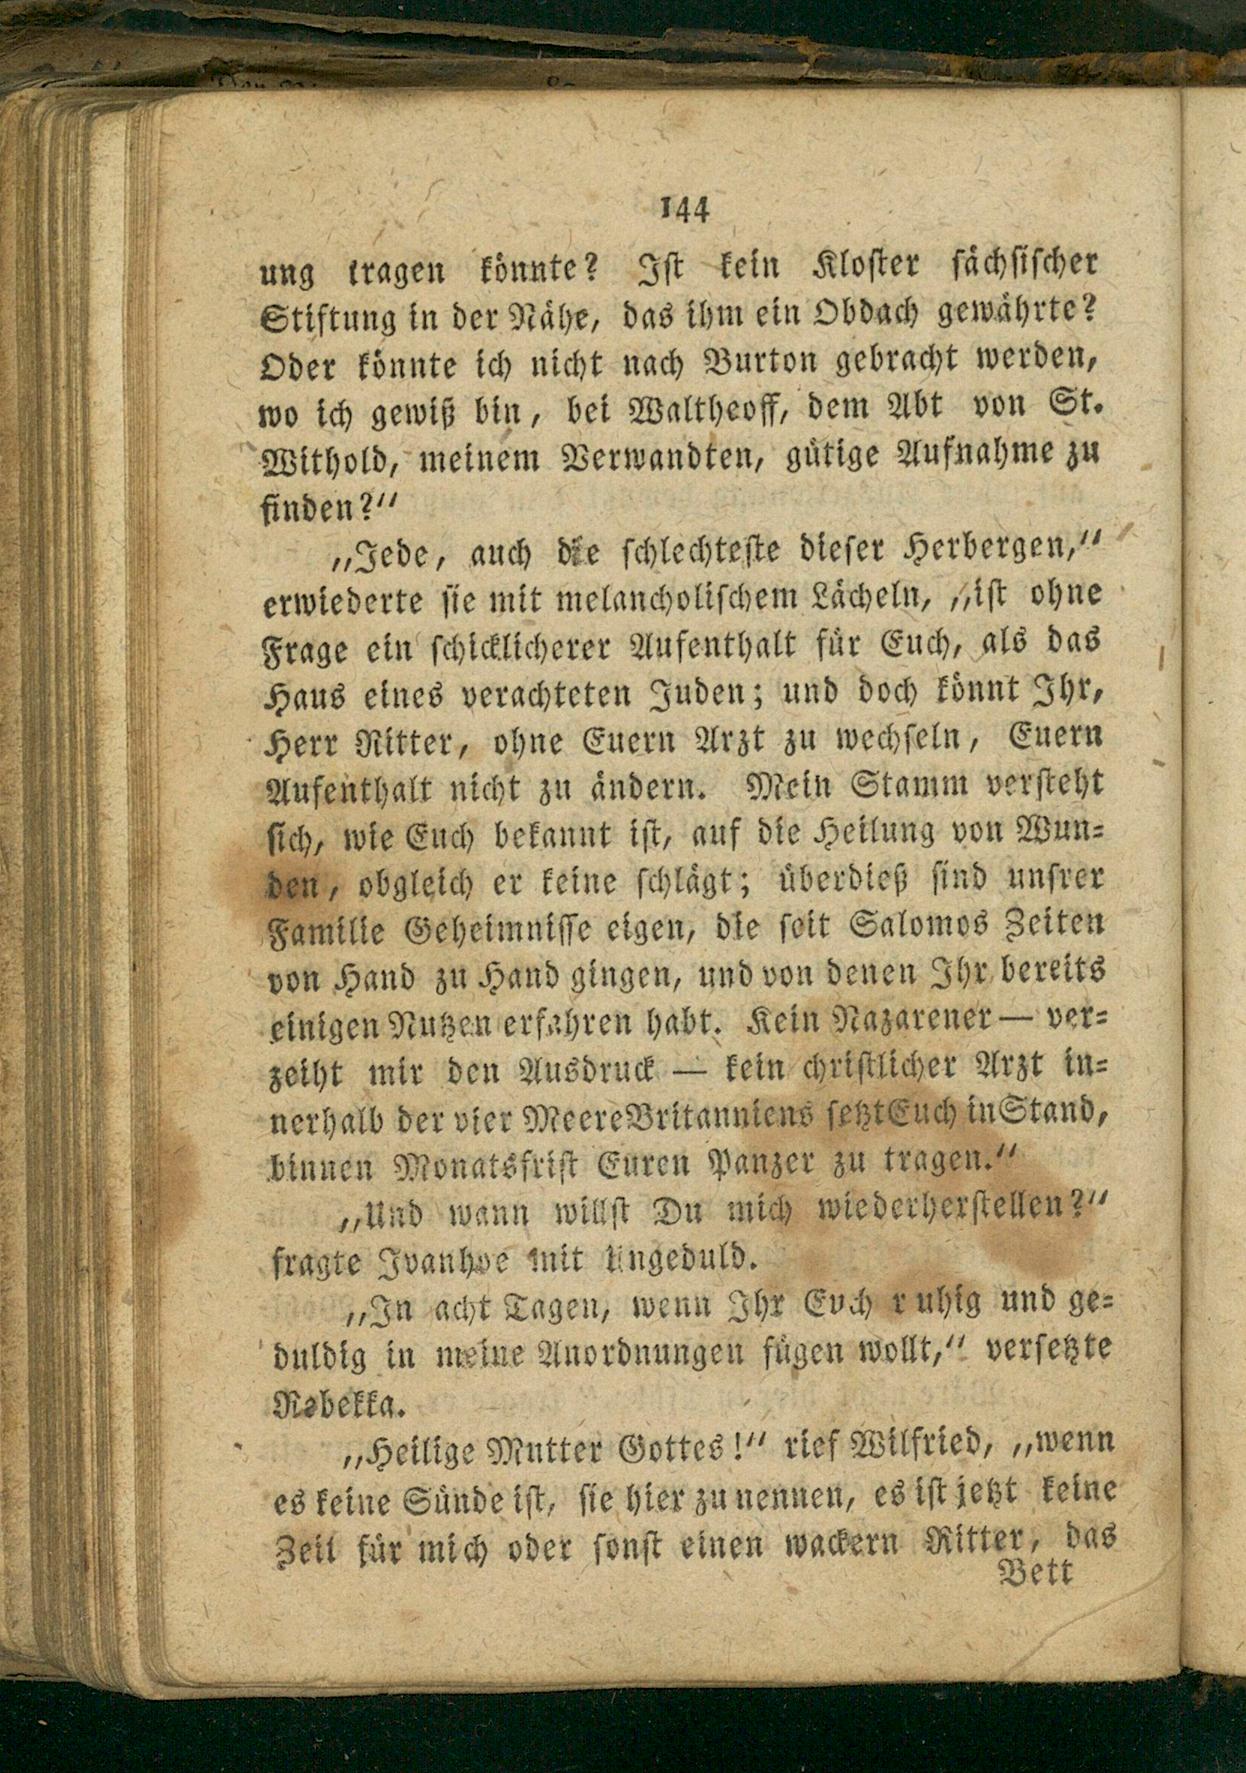 144
ung tragen könnte? Ist kein Kloster sächsischer
Stiftung in der Nähe, das ihm ein Obdach gewährte?
Oder könnte ich nicht nach Burton gebracht werden,
wo ich gewiß bin, bei Waltheoff, dem Abt von St.
Withold, meinem Verwandten, gütige Aufnahme zu
finden?“
„Jede, auch die schlechteste dieser Herbergen,“
erwiederte sie mit melancholischem Lächeln, „ist ohne
Frage ein schicklicherer Aufenthalt für Euch, als das
Haus eines verachteten Juden; und doch könnt Ihr,
Herr Ritter, ohne Euern Arzt zu wechseln, Euern
Aufenthalt nicht zu ändern. Mein Stamm versteht
sich, wie Euch bekannt ist, auf die Heilung von Wun-
den, obgleich er keine schlägt; überdieß sind unsrer
Familie Geheimnisse eigen, die seit Salomos Zeiten
von Hand zu Hand gingen, und von denen Ihr bereits
einigen Nutzen erfahren habt. Kein Nazarener — ver-
zeiht mir den Ausdruck — kein christlicher Arzt in-
nerhalb der vier Meere Britanniens setzt Euch in Stand,
binnen Monatsfrist Euren Panzer zu tragen.“
„Und wann willst Du mich wiederherstellen?“
fragte Ivanhoe mit Ungeduld.
„In acht Tagen, wenn Ihr Euch ruhig und ge-
duldig in meine Anordnungen fügen wollt,“ versetzte
Rebekka.
„Heilige Mutter Gottes!“ rief Wilfried, „wenn
es keine Sünde ist, sie hier zu nennen, es ist jetzt keine
Zeit für mich oder sonst einen wackern Ritter, das
Bett